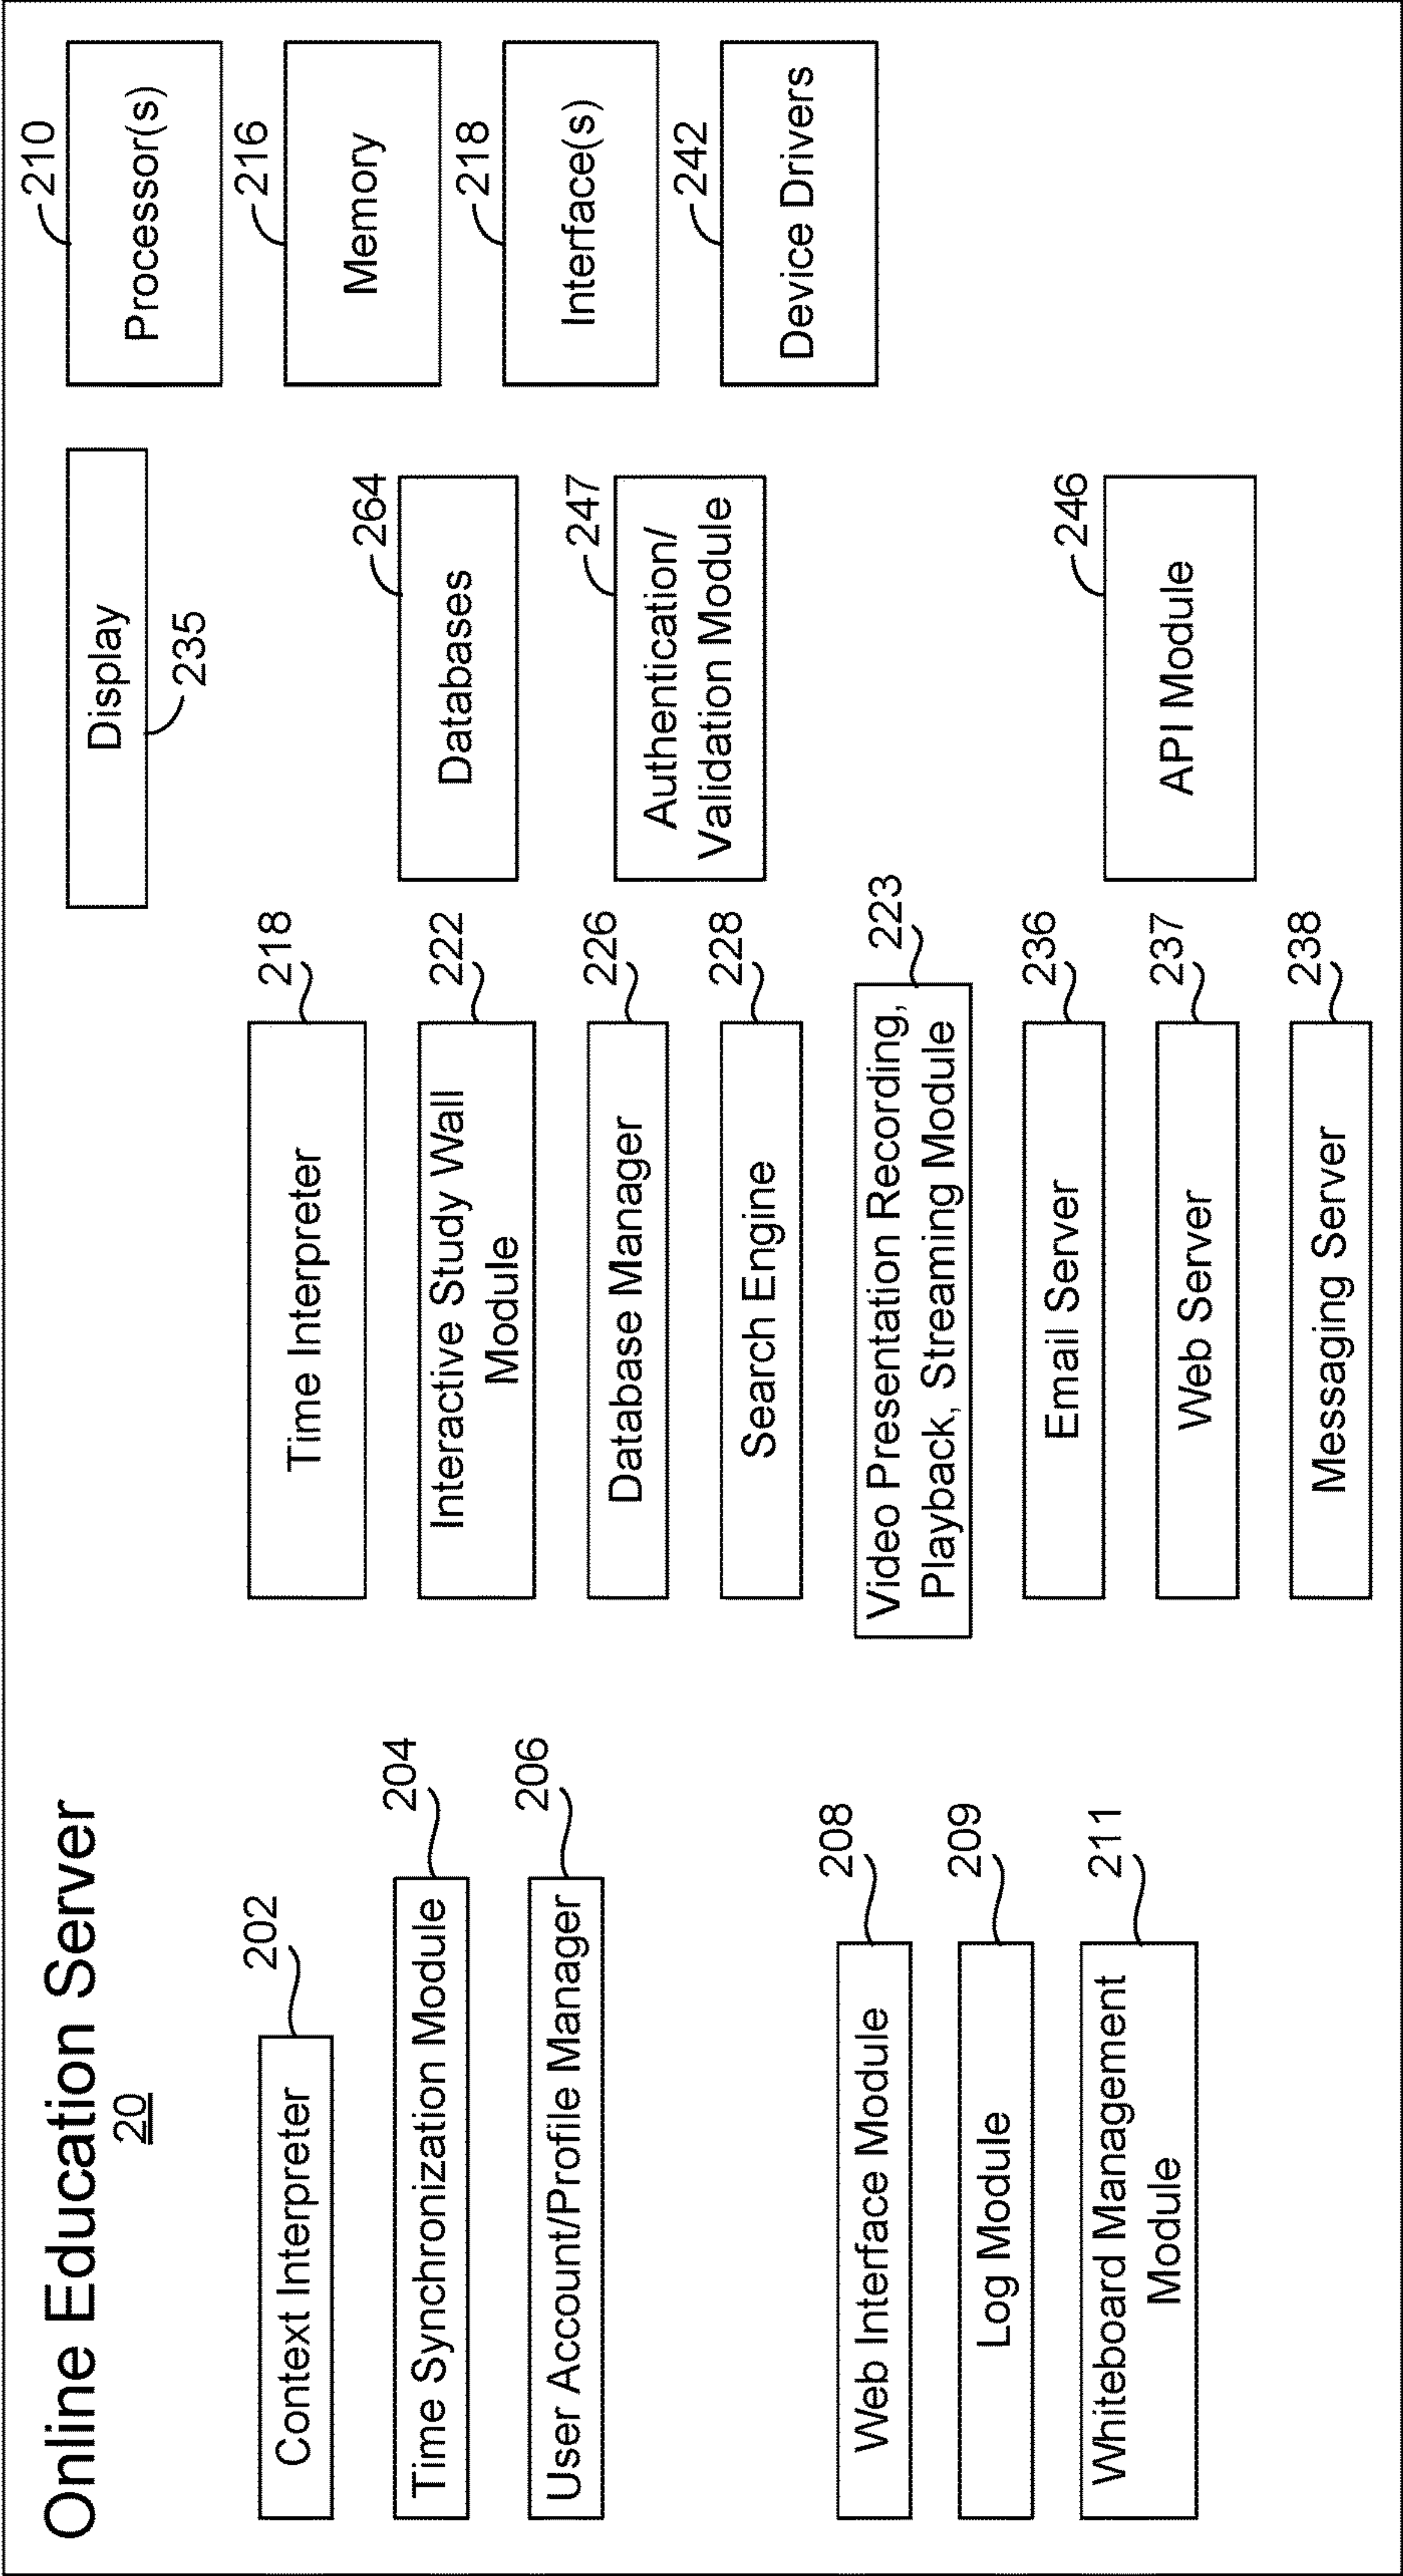 Online Education Server
20
202
Context Interpreter
204
Time Synchronization Module
206
User Account/Profile Manager
208
Web Interface Module
209
Log Module
211
Whiteboard Management
Module
218
Time Interpreter
222
Interactive Study Wall
Module
226
Database Manager
228
Search Engine
223
Video Presentation Recording,
Playback, Streaming Module
236
Email Server
237
Web Server
238
Messaging Server
Display
235
264
Databases
247
Authentication/
Validation Module
246
API Module
210
Processor(s)
216
Memory
218
Interface(s)
242
Device Drivers